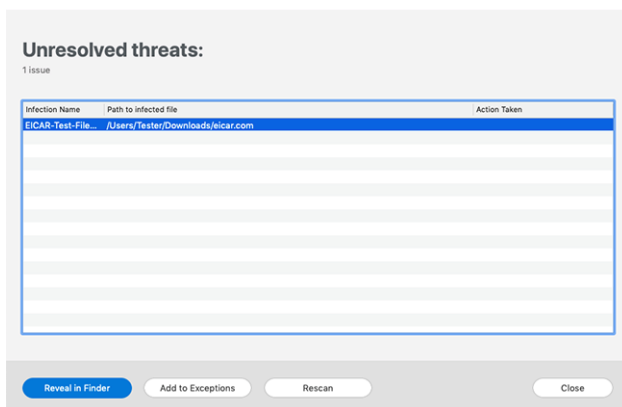 Unresolved threats:
1 issue
Infection Name Path to infected file Action Taken
EICAR-Test-File... /Users/Tester/Downloads/eicar.com
Reveal in Finder Add to Exceptions Rescan Close